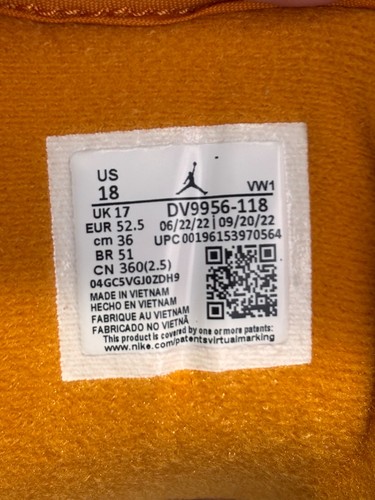 US
18
VW1
UK 17
DV9956-118
EUR 52.5
06/22/22 | 09/20/22
cm 36
UPC 00196153970564
BR 51
CN 360(2.5)
04GC5VGJ0ZDH9
MADE IN VIETNAM
HECHO EN VIETNAM
FABRIQUE AU VIETNAM
FABRICADO NO VIETNÃ
This product is covered by one or more patents:
www.nike.com/patentsvirtualmarking